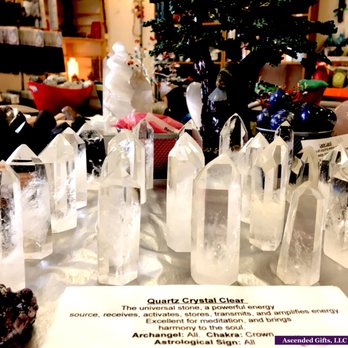 Quartz Crystal Clear
The universal stone, a powerful energy
source, receives, activates, stores, transmits, and amplifies energy
Excellent for meditation, and brings
harmony to the soul.
Archangel: All. Chakra: Crown
Astrological Sign: All
Ascended Gifts, LLC